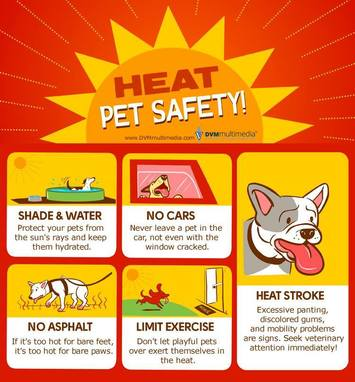 HEAT
PET SAFETY!
www.DVMmultimedia.com DVMmultimedia
SHADE & WATER
Protect your pets from
the sun's rays and keep
them hydrated.
NO CARS
Never leave a pet in the
car, not even with the
window cracked.
NO ASPHALT
If it's too hot for bare feet,
it's too hot for bare paws.
LIMIT EXERCISE
Don't let playful pets
over exert themselves in
the heat.
HEAT STROKE
Excessive panting,
discolored gums,
and mobility problems
are signs. Seek veterinary
attention immediately!